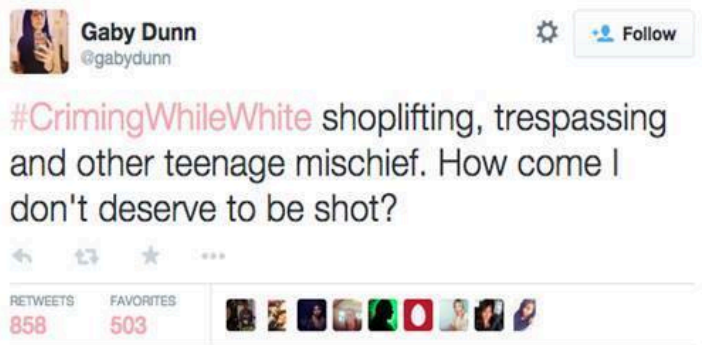 Gaby Dunn
@gabydunn
Follow
#CrimingWhileWhite shoplifting, trespassing
and other teenage mischief. How come I
don't deserve to be shot?
RETWEETS FAVORITES
858 503